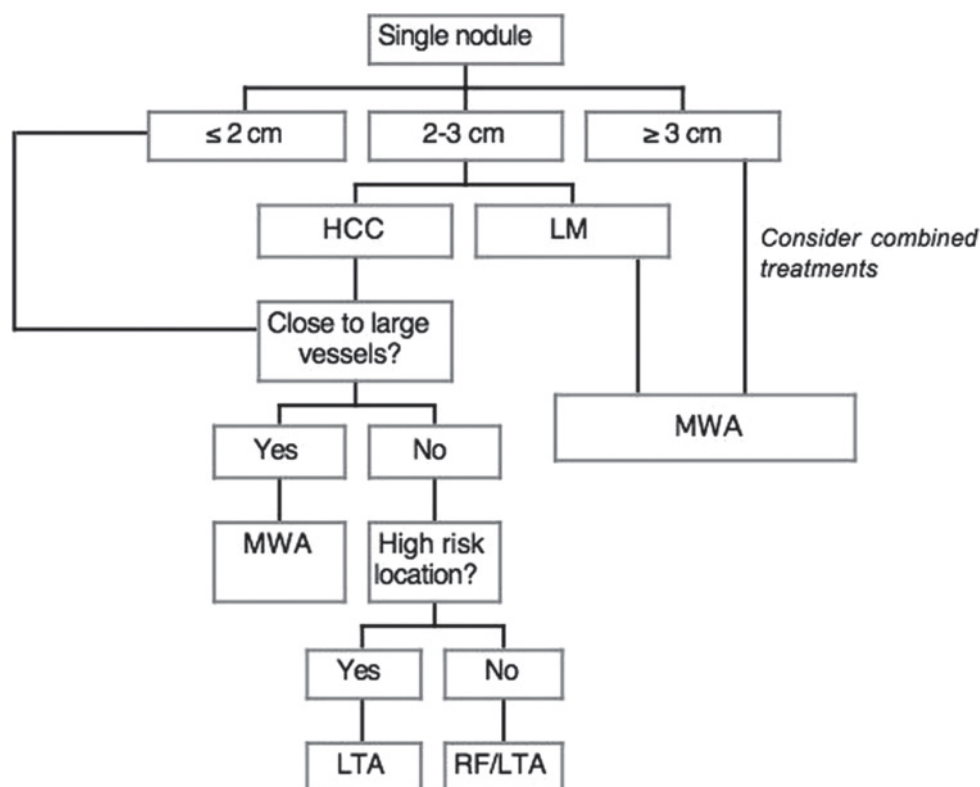 Single nodule
≤ 2 cm
2-3 cm
≥ 3 cm
HCC
LM
Consider combined
treatments
Close to large
vessels?
MWA
Yes
No
MWA
High risk
location?
Yes
No
LTA
RF/LTA